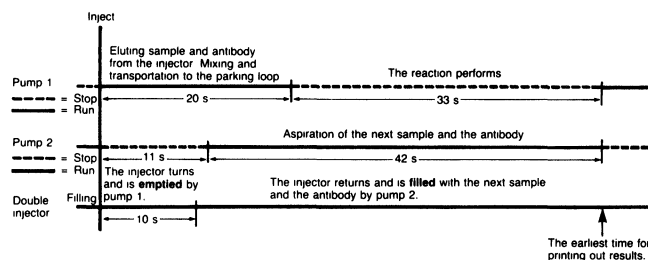 Inject
Eluting sample and antibody
from the injector Mixing and
transportation to the parking loop
The reaction performs
Pump 1
= Stop
= Run
20 s
33 s
Aspiration of the next sample and the antibody
Pump 2
= Stop
= Run
11 s
42 s
The injector turns
and is emptied by
pump 1.
The injector returns and is filled with the next sample
and the antibody by pump 2.
Double
injector
Filling
10 s
The earliest time for
printing out results.